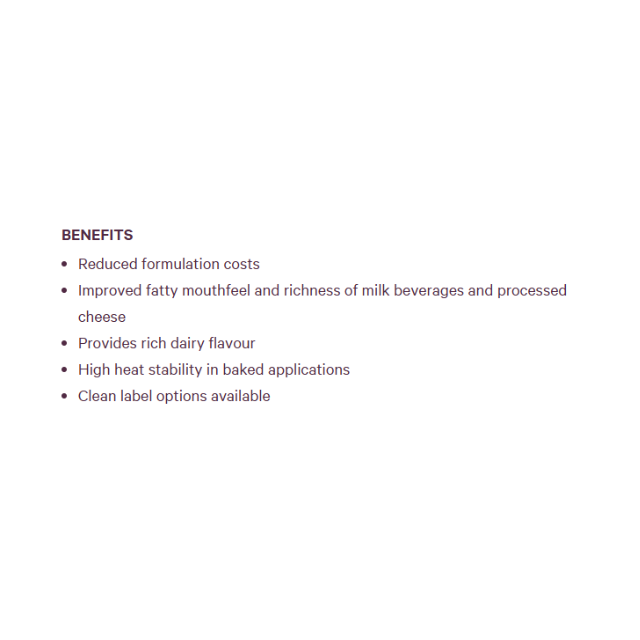 BENEFITS
• Reduced formulation costs
• Improved fatty mouthfeel and richness of milk beverages and processed
cheese
• Provides rich dairy flavour
• High heat stability in baked applications
• Clean label options available